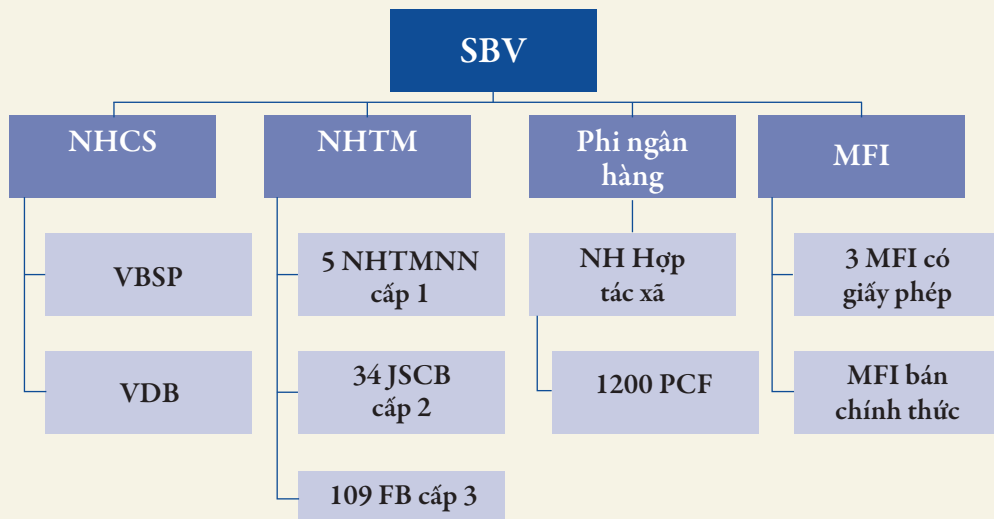 SBV
NHCS
NHTM
Phi ngân
hàng
MFI
VBSP
5 NHTMNN
cấp 1
NH Hợp
tác xã
3 MFI có
giấy phép
VDB
34 JSCB
cấp 2
1200 PCF
MFI bán
chính thức
109 FB cấp 3